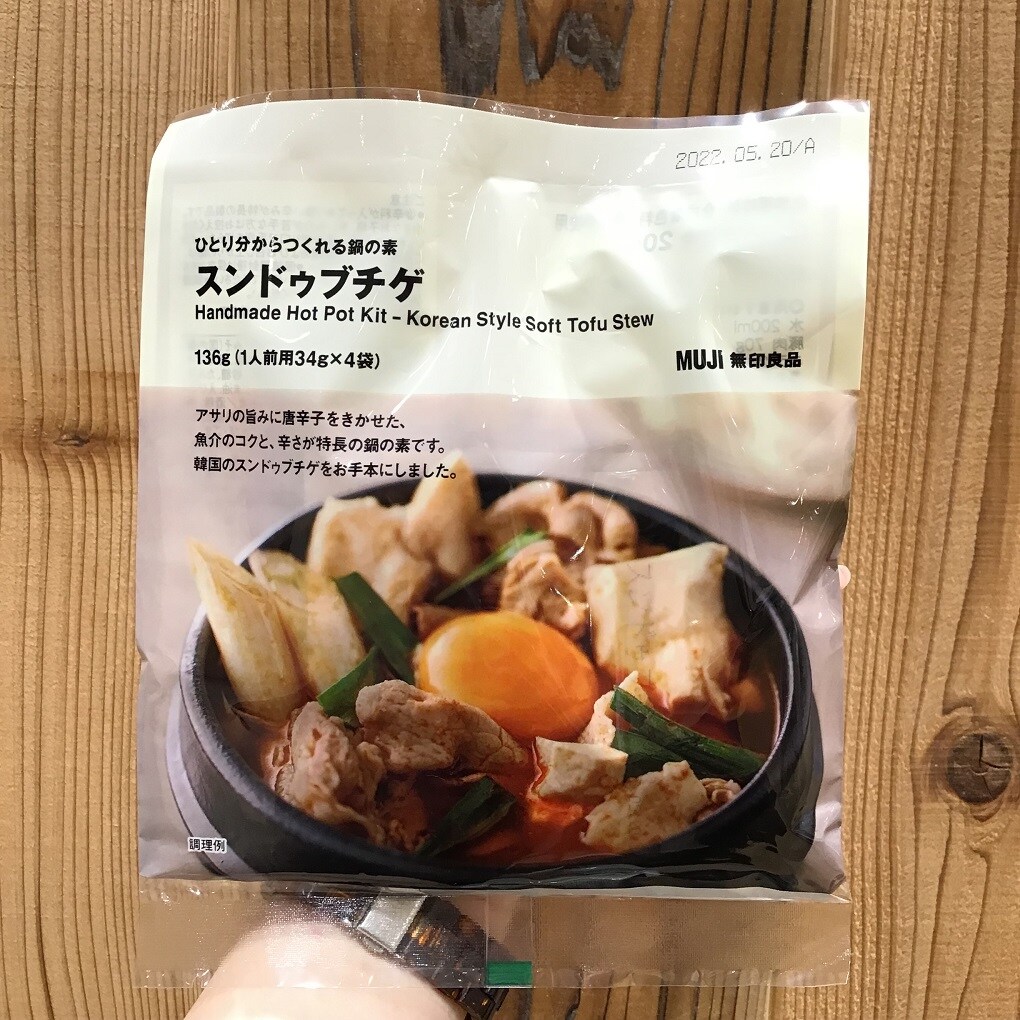 2022.05.20/A
ひとり分からつくれる鍋の素
スンドゥブチゲ
Handmade Hot Pot Kit – Korean Style Soft Tofu Stew
136g(1人前用34g×4袋)
MUJI 無印良品
アサリの旨みに唐辛子をきかせた、
魚介のコクと、辛さが特長の鍋の素です。
韓国のスンドゥブチゲをお手本にしました。
調理例